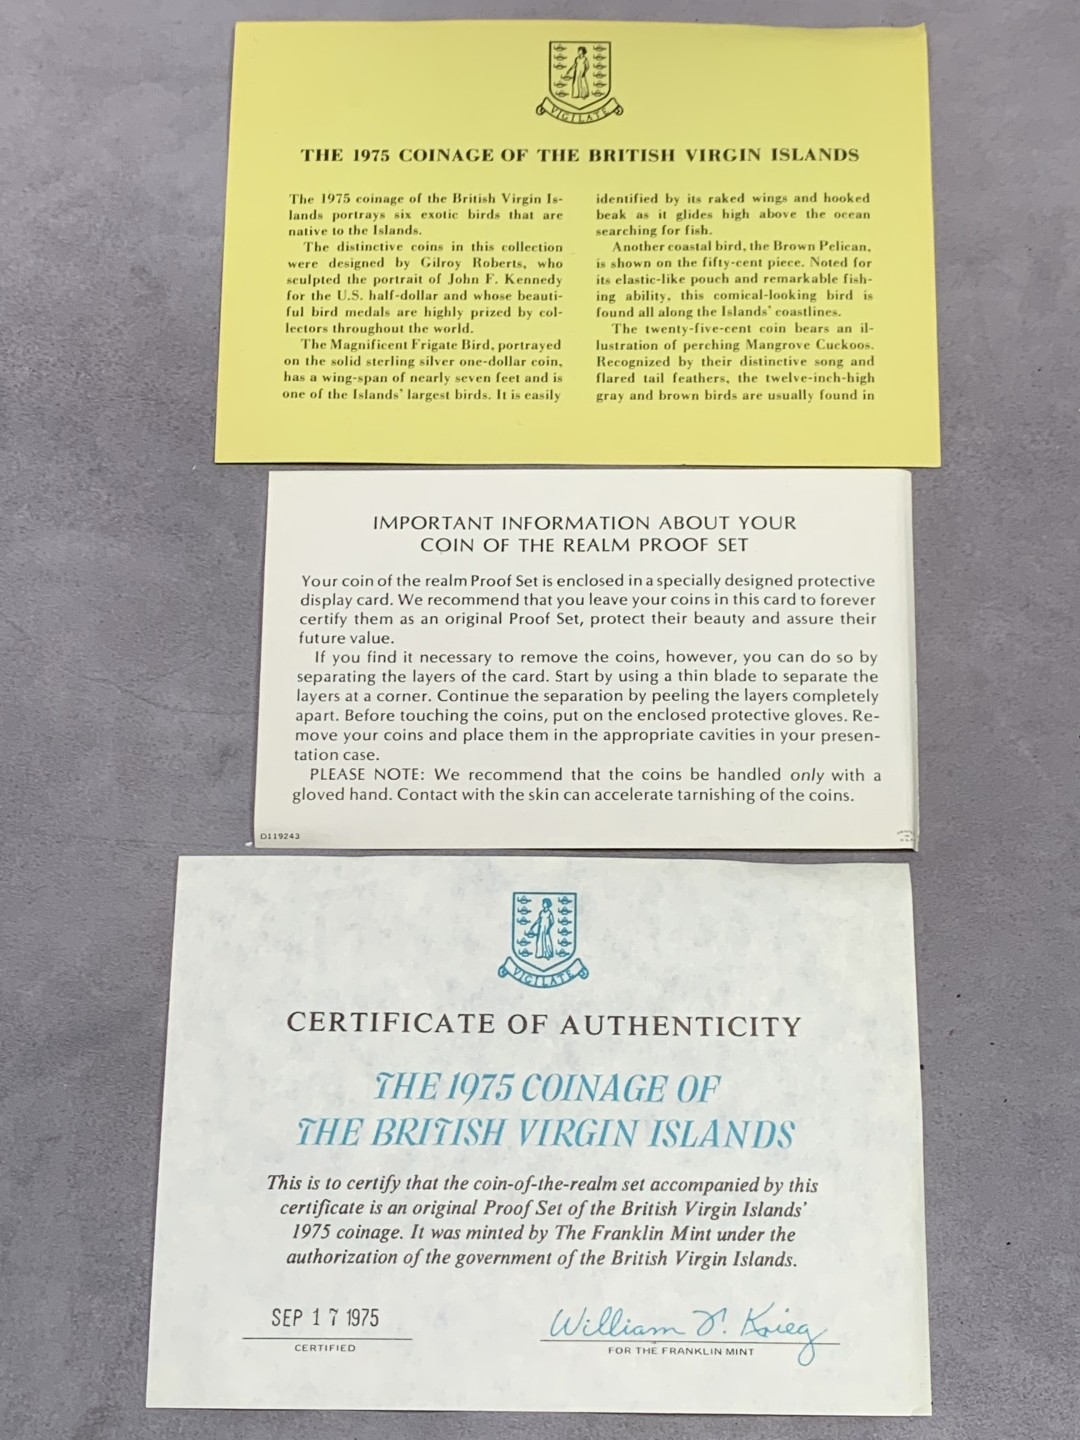 VIGILATE
THE 1975 COINAGE OF THE BRITISH VIRGIN ISLANDS
The 1975 coinage of the British Virgin Is-
lands portrays six exotic birds that are
native to the Islands.
The distinctive coins in this collection
were designed by Gilroy Roberts, who
sculpted the portrait of John F. Kennedy
for the U.S. half-dollar and whose beauti-
ful bird medals are highly prized by col-
lectors throughout the world.
The Magnificent Frigate Bird, portrayed
on the solid sterling silver one-dollar coin,
has a wing-span of nearly seven feet and is
one of the Islands' largest birds. It is easily
identified by its raked wings and hooked
beak as it glides high above the ocean
searching for fish.
Another coastal bird, the Brown Pelican,
is shown on the fifty-cent piece. Noted for
its elastic-like pouch and remarkable fish-
ing ability, this comical-looking bird is
found all along the Islands' coastlines.
The twenty-five-cent coin bears an il-
lustration of perching Mangrove Cuckoos.
Recognized by their distinctive song and
flared tail feathers, the twelve-inch-high
gray and brown birds are usually found in
IMPORTANT INFORMATION ABOUT YOUR
COIN OF THE REALM PROOF SET
Your coin of the realm Proof Set is enclosed in a specially designed protective
display card. We recommend that you leave your coins in this card to forever
certify them as an original Proof Set, protect their beauty and assure their
future value.
If you find it necessary to remove the coins, however, you can do so by
separating the layers of the card. Start by using a thin blade to separate the
layers at a corner. Continue the separation by peeling the layers completely
apart. Before touching the coins, put on the enclosed protective gloves. Re-
move your coins and place them in the appropriate cavities in your presen-
tation case.
PLEASE NOTE: We recommend that the coins be handled only with a
gloved hand. Contact with the skin can accelerate tarnishing of the coins.
D119243
VIGILATE
CERTIFICATE OF AUTHENTICITY
THE 1975 COINAGE OF
THE BRITISH VIRGIN ISLANDS
This is to certify that the coin-of-the-realm set accompanied by this
certificate is an original Proof Set of the British Virgin Islands'
1975 coinage. It was minted by The Franklin Mint under the
authorization of the government of the British Virgin Islands.
SEP 17 1975
CERTIFIED
William T. Krieg
FOR THE FRANKLIN MINT